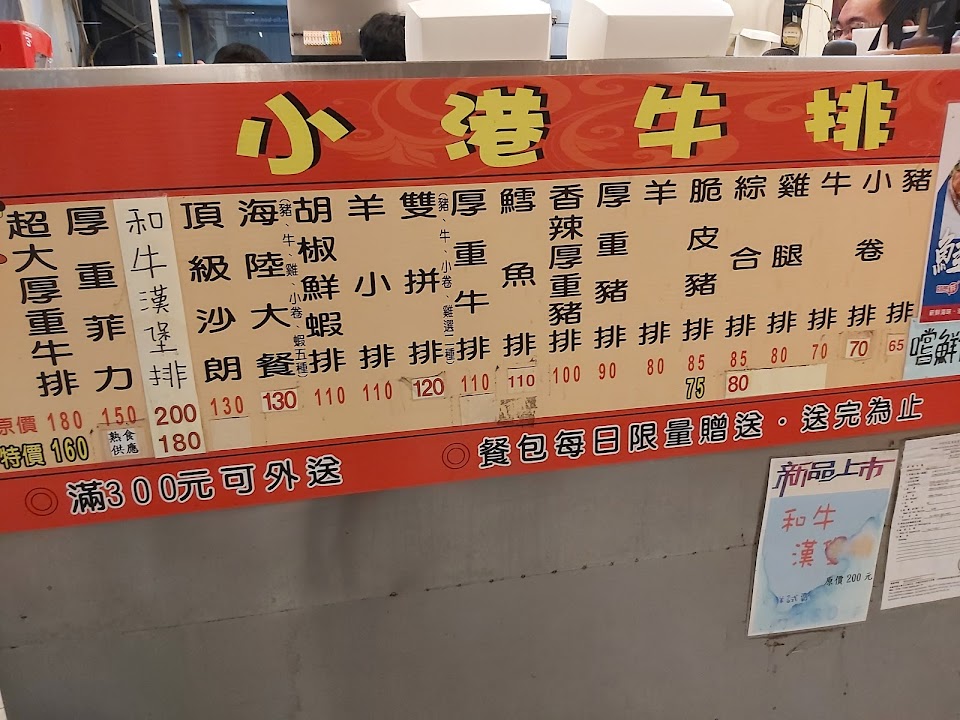 小港牛排
豬排
65
小卷排
70
牛排
70
雞腿排
80
綜合排
85
80
脆皮豬排
85
75
羊排
80
厚重豬排
90
香辣厚重豬排
100
鱈魚排
110
厚重牛排
110
雙拼排
(豬、牛、小卷、雞選二種)
120
羊小排
110
胡椒鮮蝦排
110
海陸大餐
(豬、牛、雞、小卷、蝦五種)
130
頂級沙朗
130
和牛漢堡排
200
180
厚重菲力
150
熟食
供應
超大厚重牛排
原價 180
特價 160
◎ 滿300元可外送
◎ 餐包每日限量贈送・送完為止
嚐鮮
新品上市
和牛
漢
原價 200 元